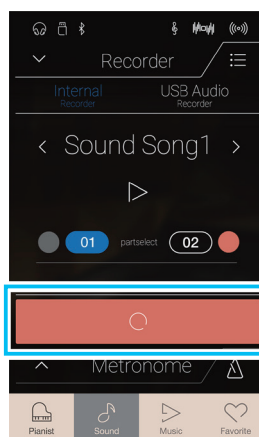 Recorder
Internal
Recorder
USB Audio
Recorder
Sound Song1
01 partselect 02
Metronome
Pianist Sound Music Favorite